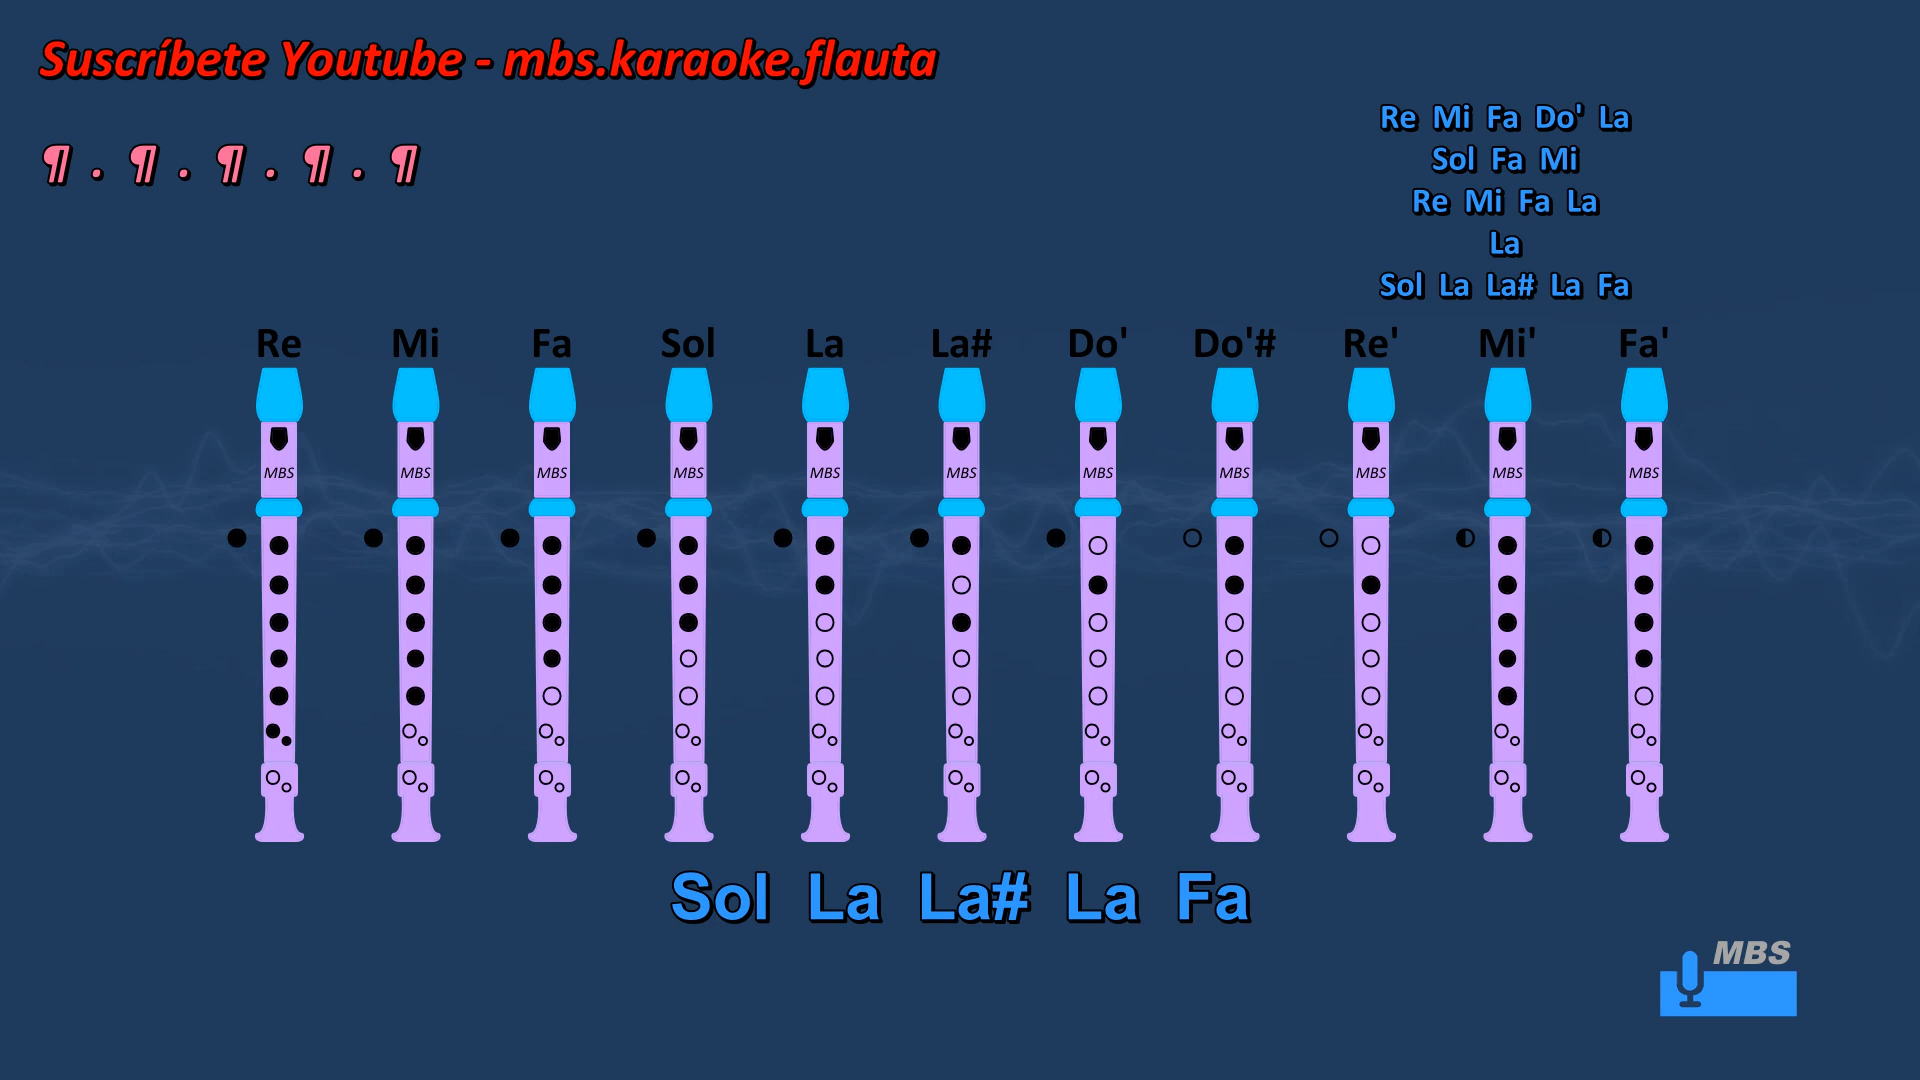 Suscríbete Youtube - mbs.karaoke.flauta
¶ . ¶ . ¶ . ¶ . ¶
Re Mi Fa Do' La
Sol Fa Mi
Re Mi Fa La
La
Sol La La# La Fa
Re Mi Fa Sol La La# Do' Do'# Re' Mi' Fa'
MBS MBS MBS MBS MBS MBS MBS MBS MBS MBS MBS
Sol La La# La Fa
MBS